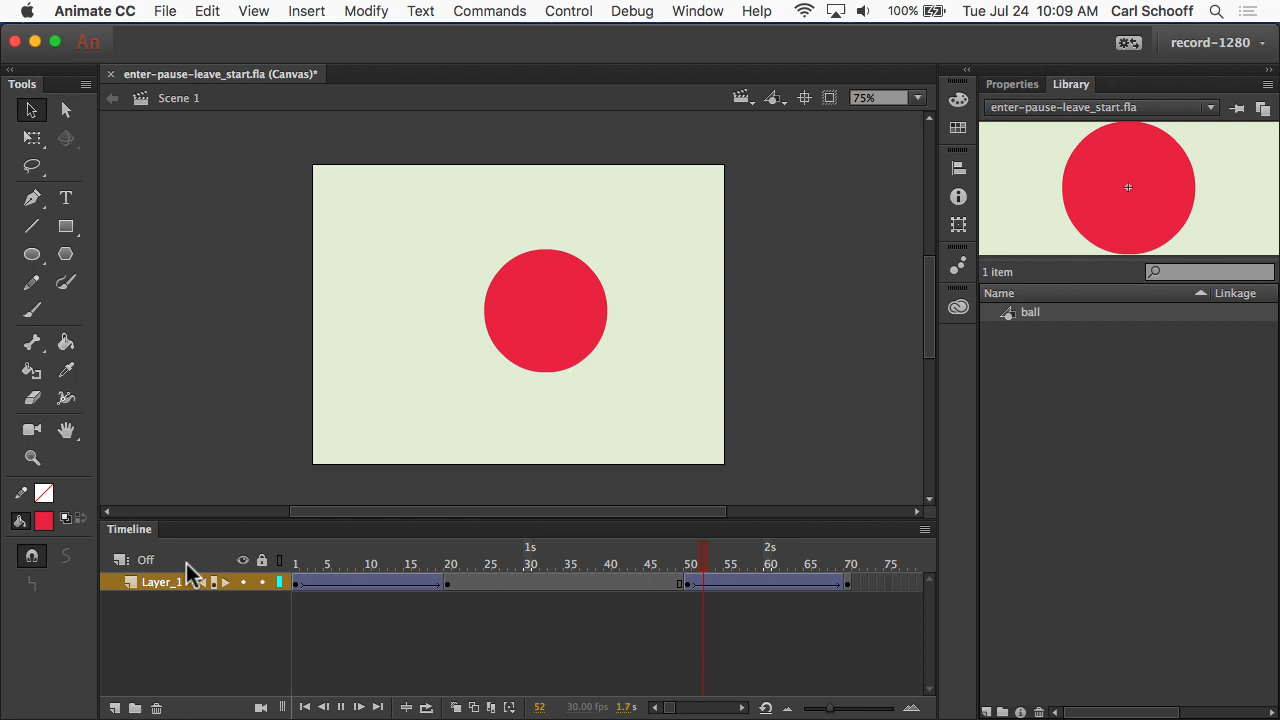 Animate CC File Edit View Insert Modify Text Commands Control Debug Window Help 100% Tue Jul 24 10:09 AM Carl Schooff
An record-1280
Tools
× enter-pause-leave_start.fla (Canvas)*
Properties Library
Scene 1 75%
enter-pause-leave_start.fla
T
1 item
Name Linkage
ball
Timeline
1s 2s
Off 1 5 10 15 20 25 30 35 40 45 50 55 60 65 70 75
Layer_1
52 30.00 fps 1.7 s